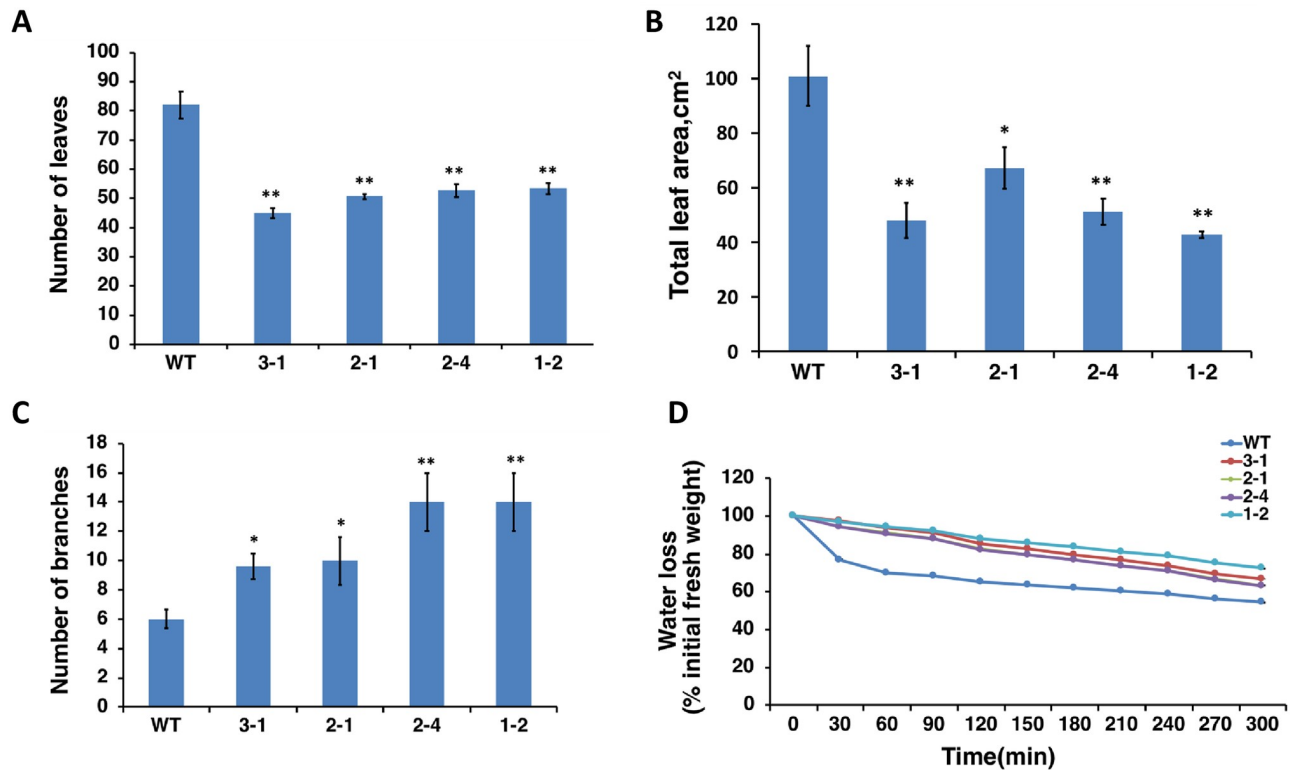 A
Number of leaves
100
90
80
70
60
50
40
30
20
10
0
** ** ** **
WT 3-1 2-1 2-4 1-2
B
Total leaf area,cm²
120
100
80
60
40
20
0
** * ** **
WT 3-1 2-1 2-4 1-2
C
Number of branches
18
16
14
12
10
8
6
4
2
0
* * ** **
WT 3-1 2-1 2-4 1-2
D
WT
3-1
2-1
2-4
1-2
Water loss
(% initial fresh weight)
120
100
80
60
40
20
0
0 30 60 90 120 150 180 210 240 270 300
Time(min)